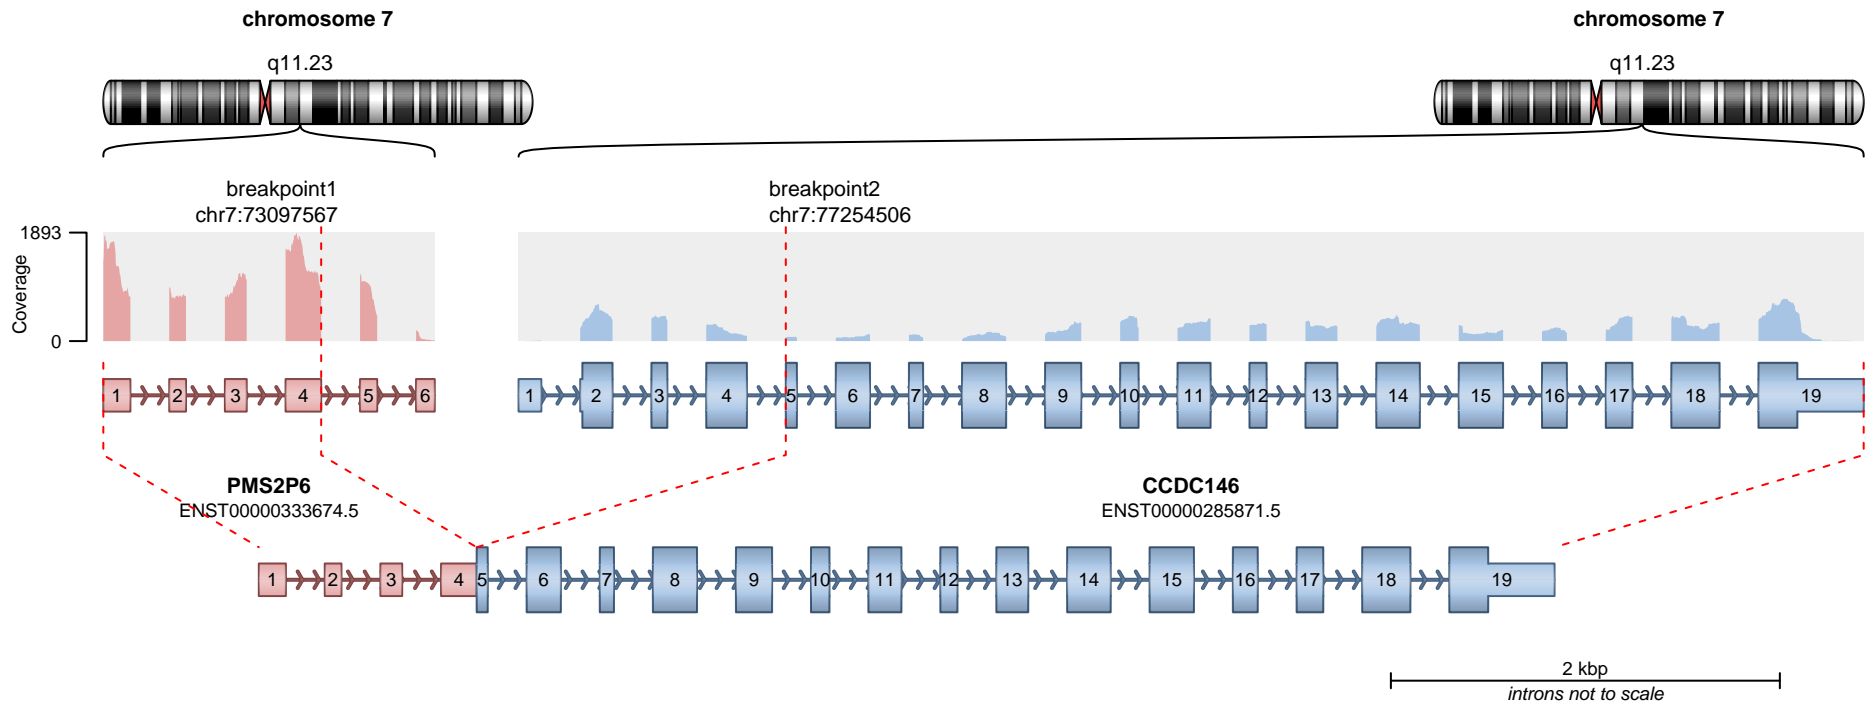 chromosome 7
chromosome 7
q11.23
q11.23
breakpoint1
chr7:73097567
breakpoint2
chr7:77254506
1893
Coverage
0
1 2 3 4 5 6
1 2 3 4 5 6 7 8 9 10 11 12 13 14 15 16 17 18 19
PMS2P6
ENST00000333674.5
CCDC146
ENST00000285871.5
1 2 3 4 5 6 7 8 9 10 11 12 13 14 15 16 17 18 19
2 kbp
introns not to scale